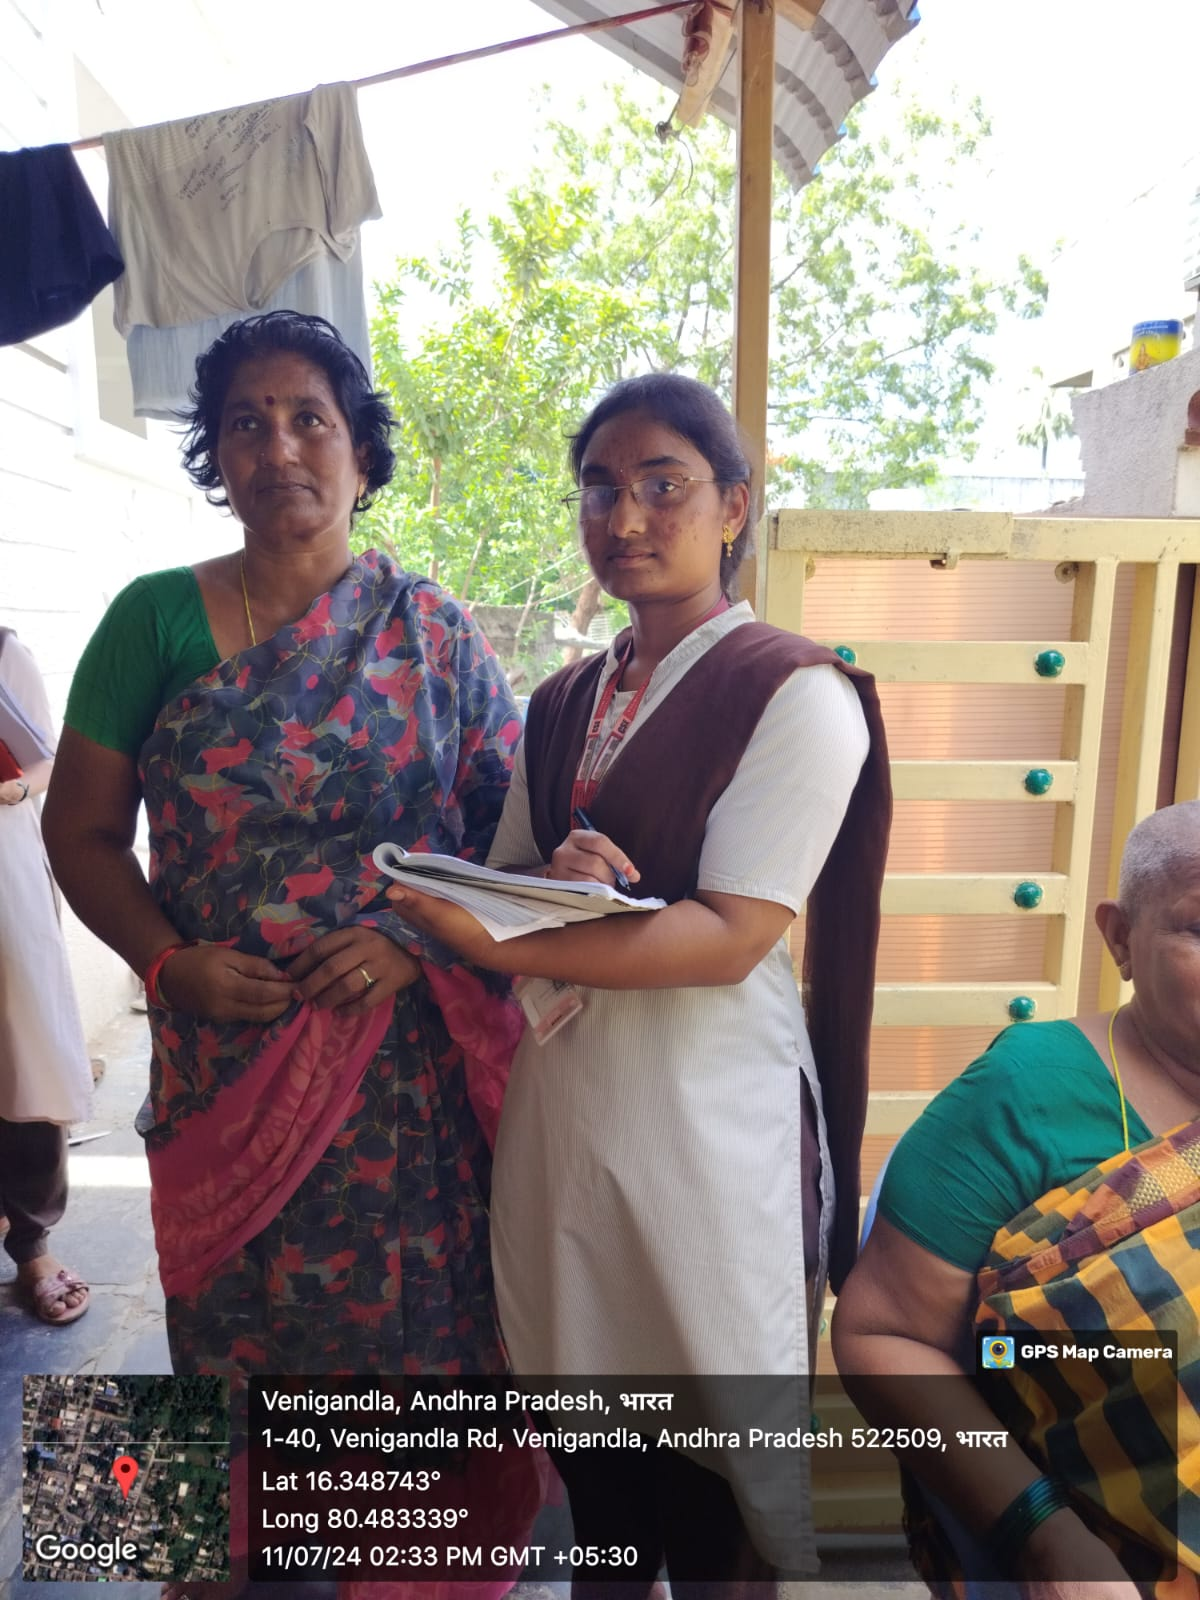 GPS Map Camera
Venigandla, Andhra Pradesh, भारत
1-40, Venigandla Rd, Venigandla, Andhra Pradesh 522509, भारत
Lat 16.348743°
Long 80.483339°
11/07/24 02:33 PM GMT +05:30
Google